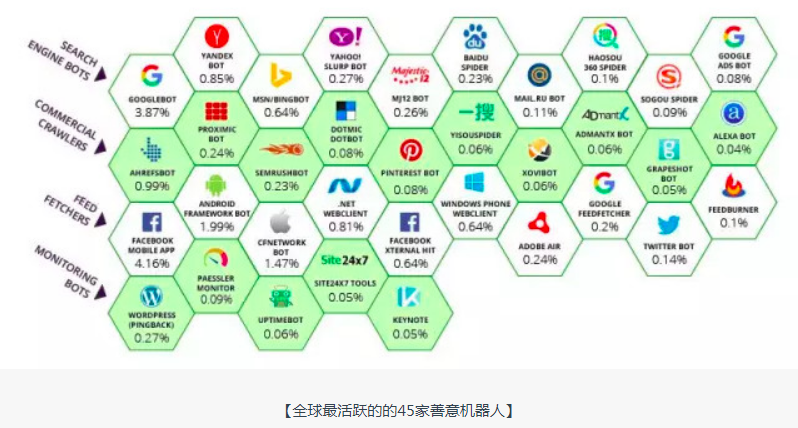 SEARCH
ENGINE BOTS
GOOGLEBOT
3.87%
YANDEX
BOT
0.85%
MSN/BINGBOT
0.64%
YAHOO!
SLURP BOT
0.27%
Majestic12
MJ12 BOT
0.26%
BAIDU
SPIDER
0.23%
MAIL.RU BOT
0.11%
搜
HAOSOU
360 SPIDER
0.1%
SOGOU SPIDER
0.09%
GOOGLE
ADS BOT
0.08%
COMMERCIAL
CRAWLERS
AHREFSBOT
0.99%
PROXIMIC
BOT
0.24%
SEMRUSHBOT
0.23%
DOTMIC
DOTBOT
0.08%
PINTEREST BOT
0.08%
一搜
YISOUSPIDER
0.06%
XOVIBOT
0.06%
ADmantX
ADMANTX BOT
0.06%
GRAPESHOT
BOT
0.05%
ALEXA BOT
0.04%
FEED
FETCHERS
FACEBOOK
MOBILE APP
4.16%
ANDROID
FRAMEWORK BOT
1.99%
CFNETWORK
BOT
1.47%
.NET
WEBCLIENT
0.81%
FACEBOOK
XTERNAL HIT
0.64%
WINDOWS PHONE
WEBCLIENT
0.64%
ADOBE AIR
0.24%
GOOGLE
FEEDFETCHER
0.2%
TWITTER BOT
0.14%
FEEDBURNER
0.1%
MONITORING
BOTS
WORDPRESS
(PINGBACK)
0.27%
PAESSLER
MONITOR
0.09%
UPTIMEBOT
0.06%
Site24x7
SITE24X7 TOOLS
0.05%
KEYNOTE
0.05%
【全球最活跃的的45家善意机器人】